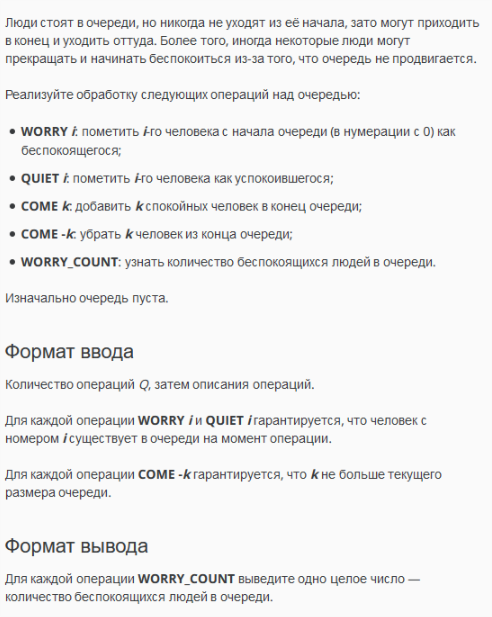 Люди стоят в очереди, но никогда не уходят из её начала, зато могут приходить
в конец и уходить оттуда. Более того, иногда некоторые люди могут
прекращать и начинать беспокоиться из-за того, что очередь не продвигается.
Реализуйте обработку следующих операций над очередью:
• WORRY i: пометить i-го человека с начала очереди (в нумерации с 0) как
беспокоящегося;
• QUIET i: пометить i-го человека как успокоившегося;
• COME k: добавить k спокойных человек в конец очереди;
• COME -k: убрать k человек из конца очереди;
• WORRY_COUNT: узнать количество беспокоящихся людей в очереди.
Изначально очередь пуста.
Формат ввода
Количество операций Q, затем описания операций.
Для каждой операции WORRY i и QUIET i гарантируется, что человек с
номером i существует в очереди на момент операции.
Для каждой операции COME -k гарантируется, что k не больше текущего
размера очереди.
Формат вывода
Для каждой операции WORRY_COUNT выведите одно целое число —
количество беспокоящихся людей в очереди.